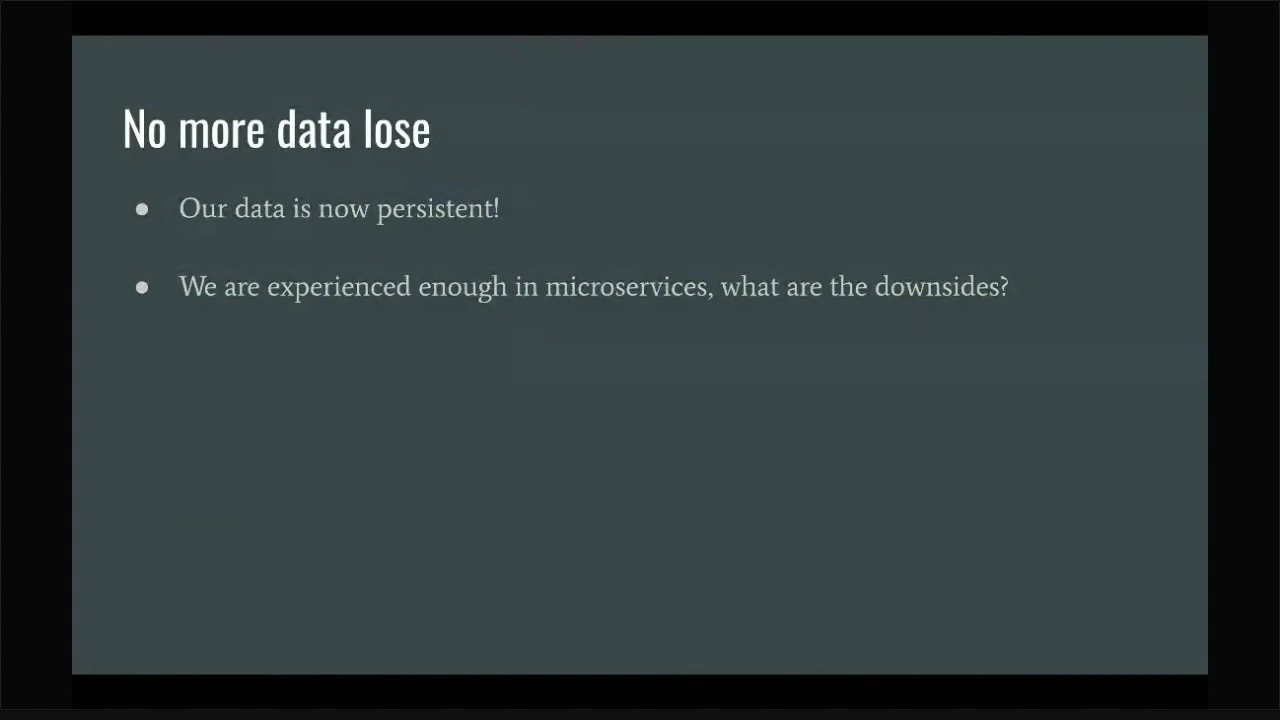 No more data lose
● Our data is now persistent!
● We are experienced enough in microservices, what are the downsides?